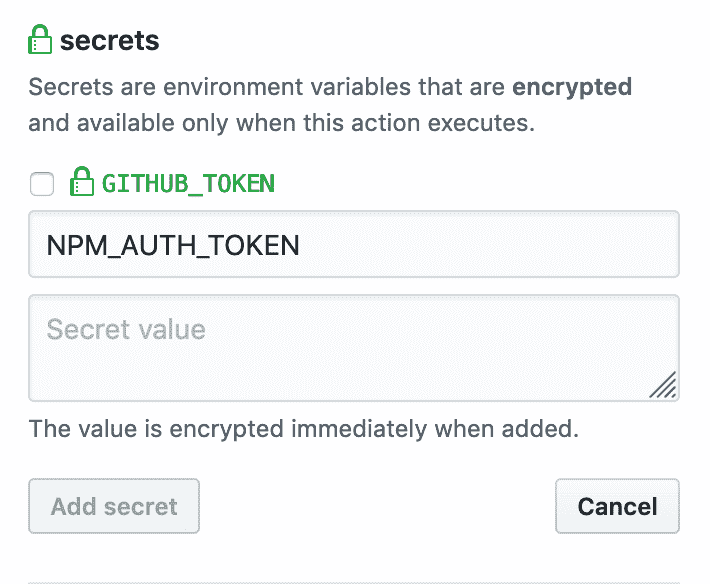 secrets
Secrets are environment variables that are encrypted
and available only when this action executes.
GITHUB_TOKEN
NPM_AUTH_TOKEN
Secret value
The value is encrypted immediately when added.
Add secret
Cancel